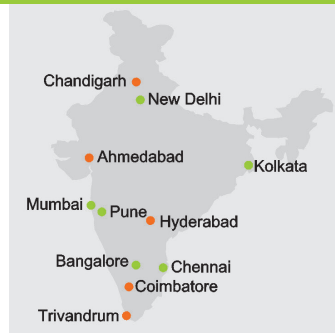 Chandigarh
New Delhi
Ahmedabad
Kolkata
Mumbai
Pune
Hyderabad
Bangalore
Chennai
Coimbatore
Trivandrum